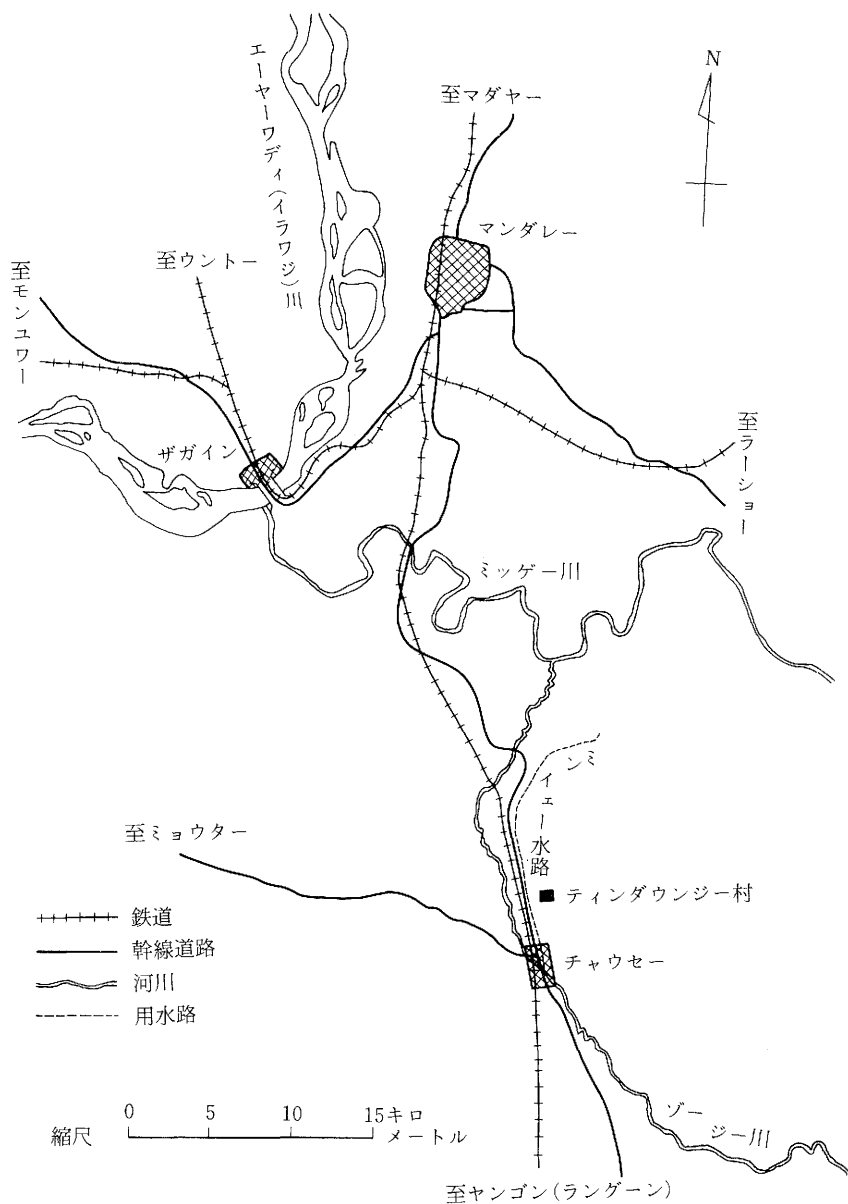 N
至マダヤー
エーヤーワディ(イラワジ)川
マンダレー
至ウントー
至モンユワー
ザガイン
至ラーショー
ミッゲー川
ミンイェー水路
至ミョウター
ティンダウンジー村
チャウセー
鉄道
幹線道路
河川
用水路
ゾージー川
縮尺
0 5 10 15キロ
メートル
至ヤンゴン(ラングーン)